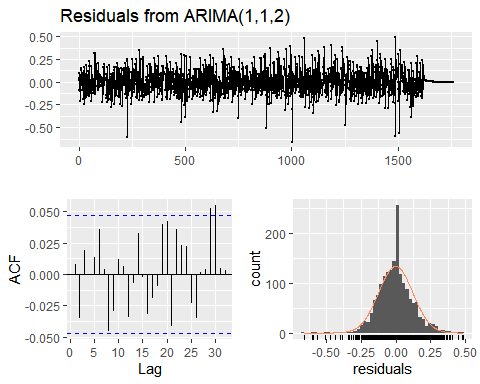 Residuals from ARIMA(1,1,2)
0.50
0.25
0.00
-0.25
-0.50
0 500 1000 1500
0.050
0.025
0.000
-0.025
-0.050
ACF
0 5 10 15 20 25 30
Lag
200
100
0
count
-0.50 -0.25 0.00 0.25 0.50
residuals